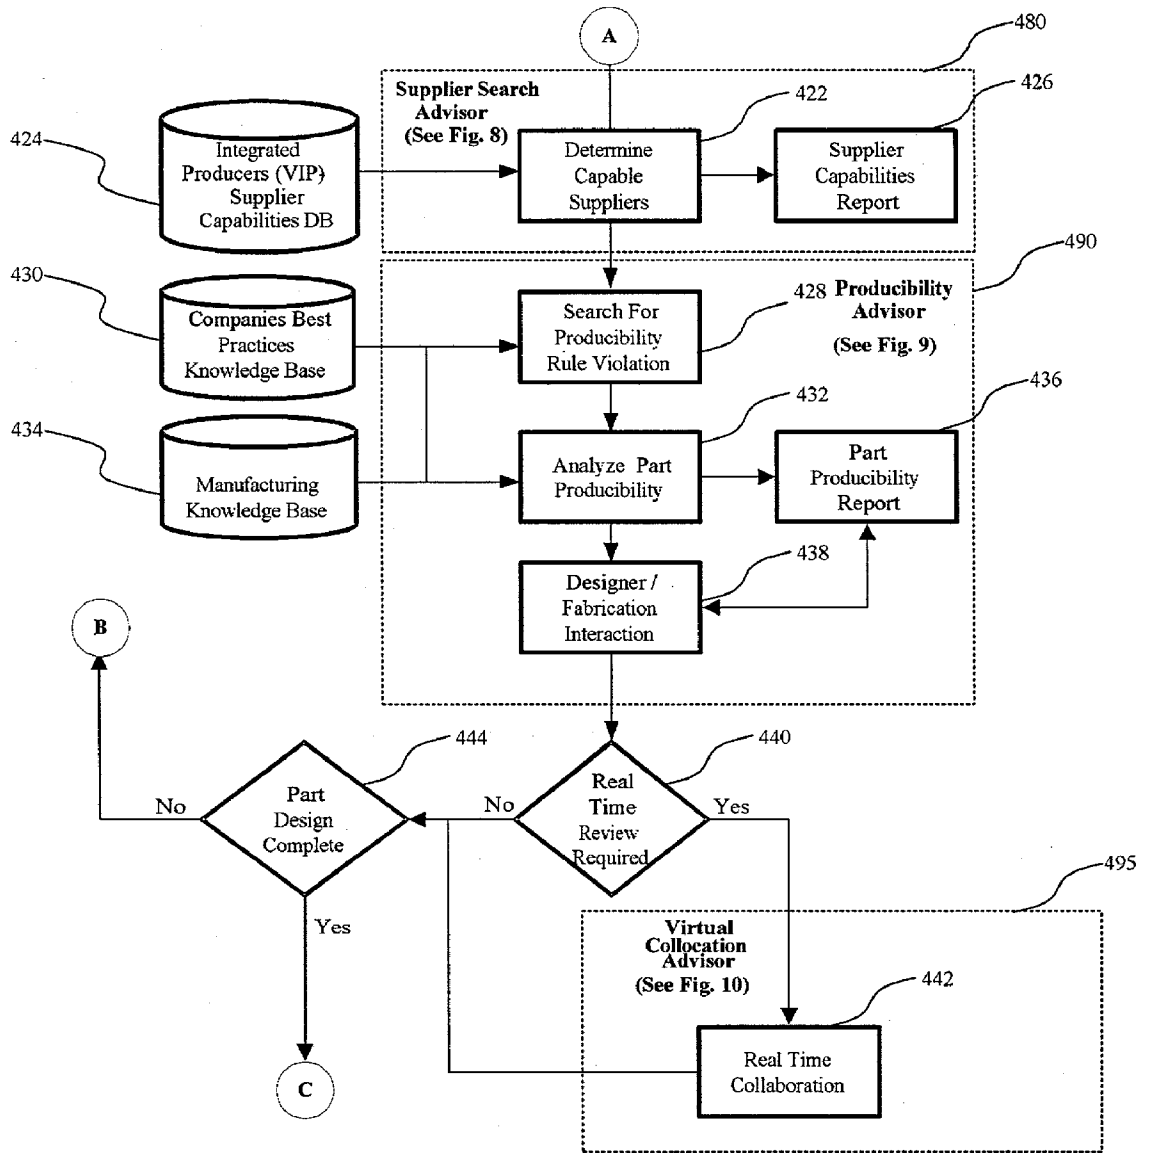 A
480
Supplier Search
Advisor
(See Fig. 8)
422
426
424
Integrated
Producers (VIP)
Supplier
Capabilities DB
Determine
Capable
Suppliers
Supplier
Capabilities
Report
490
430
Companies Best
Practices
Knowledge Base
Search For
Producibility
Rule Violation
428
Producibility
Advisor
(See Fig. 9)
432
436
434
Manufacturing
Knowledge Base
Analyze Part
Producibility
Part
Producibility
Report
438
Designer /
Fabrication
Interaction
B
444
440
No
Part
Design
Complete
No
Real
Time
Review
Required
Yes
495
Yes
Virtual
Collocation
Advisor
(See Fig. 10)
442
Real Time
Collaboration
C